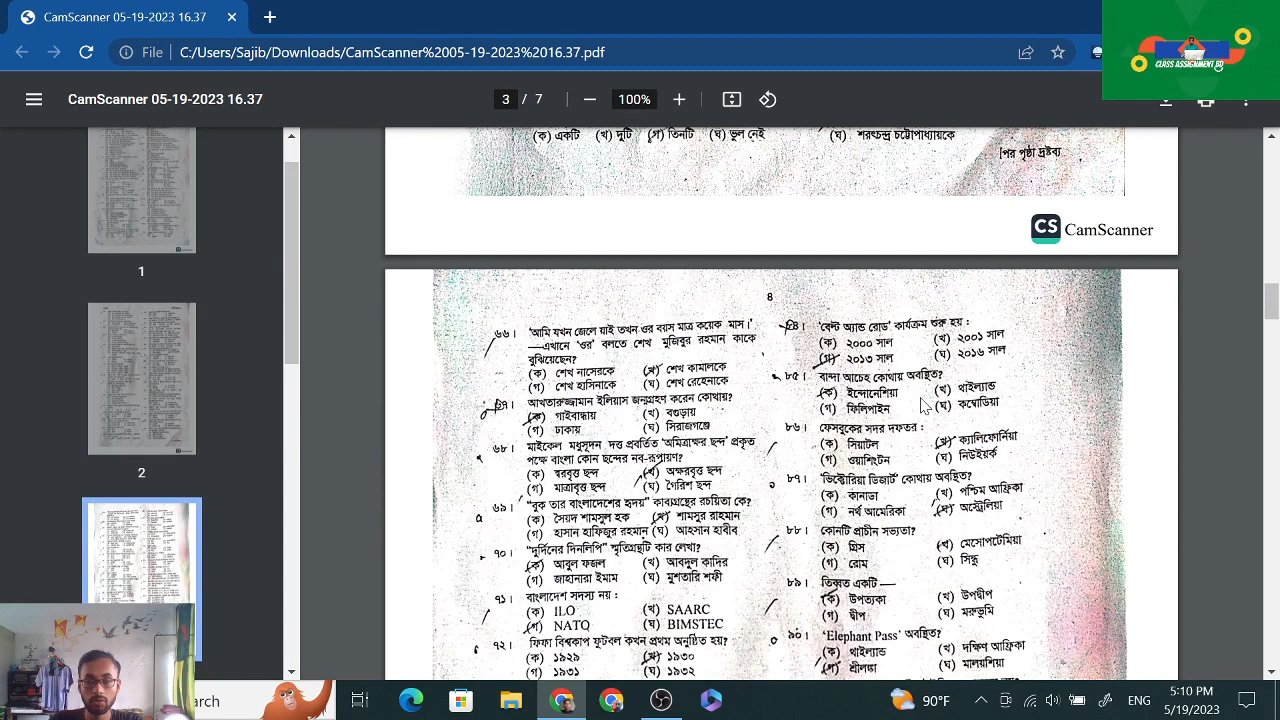 CamScanner 05-19-2023 16.37
File
C:/Users/Sajib/Downloads/CamScanner%2005-19-2023%2016.37.pdf
CLASS ASSIGNMENT BD
CamScanner 05-19-2023 16.37
3 / 7
100%
1
2
(ক) একটি (খ) দুটি (গ) তিনটি (ঘ) ভুল নেই
(ঘ) শরৎচন্দ্র চট্টোপাধ্যায়কে
[পর পৃষ্ঠা দ্রষ্টব্য
CS CamScanner
৪
৬৬। 'আমি যখন জেলে যাই তখন ওর বয়স মাত্র কয়েক মাস।'
—এখানে 'ওর' বলতে শেখ মুজিবুর রহমান কাকে
বুঝিয়েছেন?
(ক) শেখ নাসেরকে (খ) শেখ কামালকে
(গ) শেখ হাসিনাকে (ঘ) শেখ রেহেনাকে
৬৭। আখতারুজ্জামান ইলিয়াস জন্মগ্রহণ করেন কোথায়?
(ক) গাইবান্ধায় (খ) বগুড়ায়
(গ) ঢাকায় (ঘ) সিরাজগঞ্জে
৬৮। মাইকেল মধুসূদন দত্ত প্রবর্তিত 'অমিত্রাক্ষর ছন্দ' প্রকৃত
পক্ষে বাংলা কোন ছন্দের নব-রূপায়ণ?
(ক) স্বরবৃত্ত ছন্দ (খ) অক্ষরবৃত্ত ছন্দ
(গ) মাত্রাবৃত্ত ছন্দ (ঘ) গৈরিশ ছন্দ
৬৯। "বুক তার বাংলাদেশের হৃদয়" কাব্যগ্রন্থের রচয়িতা কে?
(ক) সৈয়দ শামসুল হক (খ) শামসুর রাহমান
(গ) হাসান হাফিজুর রহমান (ঘ) আহসান হাবীব
৭০। "দুর্দিনের দিনলিপি" স্মৃতিগ্রন্থটি কার লেখা?
(ক) আবুল ফজল (খ) আবদুল কাদির
(গ) জাহানারা ইমাম (ঘ) মুশতারি শফী
৭১। বাংলাদেশ সদস্য নয় :
(ক) ILO (খ) SAARC
(গ) NATO (ঘ) BIMSTEC
৭২। ফিফা বিশ্বকাপ ফুটবল কখন প্রথম অনুষ্ঠিত হয়?
(ক) ১৯২৯ (খ) ১৯৩০
(গ) ১৯৩১ (ঘ) ১৯৩২
৮৪। 'বেল্ট অ্যান্ড রোড' কার্যক্রম শুরু হয় :
(ক) ২০০০ সাল (খ) ২০০১ সাল
(গ) ২০১৩ সাল (ঘ) ২০১৬ সাল
৮৫। বান্দা আচেহ কোথায় অবস্থিত?
(ক) ইন্দোনেশিয়া (খ) থাইল্যান্ড
(গ) ফিলিপাইন (ঘ) কম্বোডিয়া
৮৬। ফেসবুকের সদর দফতর :
(ক) সিয়াটল (খ) ক্যালিফোর্নিয়া
(গ) ওয়াশিংটন (ঘ) নিউইয়র্ক
৮৭। 'ভিক্টোরিয়া ডিজার্ট' কোথায় অবস্থিত?
(ক) কানাডা (খ) পশ্চিম আফ্রিকা
(গ) নর্থ আমেরিকা (ঘ) অস্ট্রেলিয়া
৮৮। কোনটি প্রাচীন সভ্যতা?
(ক) গ্রিস (খ) মেসোপটেমিয়া
(গ) রোম (ঘ) সিন্ধু
৮৯। তিব্বত একটি —
(ক) উপত্যকা (খ) উপদ্বীপ
(গ) দ্বীপ (ঘ) মরুভূমি
৯০। 'Elephant Pass' অবস্থিত?
(ক) থাইল্যান্ড (খ) দক্ষিণ আফ্রিকা
(গ) শ্রীলঙ্কা (ঘ) মালয়শিয়া
90°F
ENG
5:10 PM
5/19/2023